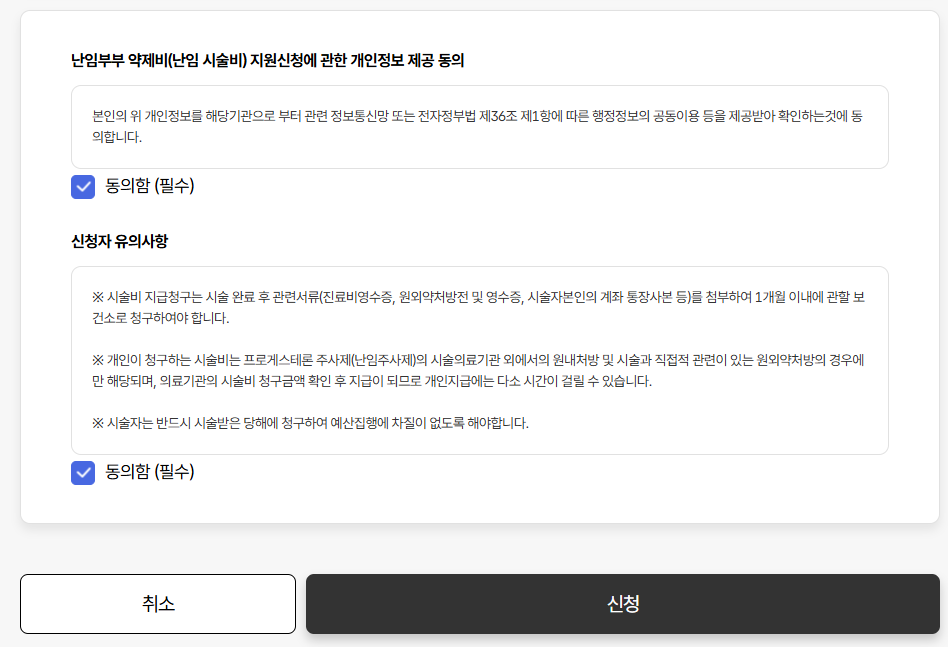 난임부부 약제비(난임 시술비) 지원신청에 관한 개인정보 제공 동의
본인의 위 개인정보를 해당기관으로 부터 관련 정보통신망 또는 전자정부법 제36조 제1항에 따른 행정정보의 공동이용 등을 제공받아 확인하는것에 동
의합니다.
동의함 (필수)
신청자 유의사항
※ 시술비 지급청구는 시술 완료 후 관련서류(진료비영수증, 원외약처방전 및 영수증, 시술자본인의 계좌 통장사본 등)를 첨부하여 1개월 이내에 관할 보
건소로 청구하여야 합니다.
※ 개인이 청구하는 시술비는 프로게스테론 주사제(난임주사제)의 시술의료기관 외에서의 원내처방 및 시술과 직접적 관련이 있는 원외약처방의 경우에
만 해당되며, 의료기관의 시술비 청구금액 확인 후 지급이 되므로 개인지급에는 다소 시간이 걸릴 수 있습니다.
※ 시술자는 반드시 시술받은 당해에 청구하여 예산집행에 차질이 없도록 해야합니다.
동의함 (필수)
취소
신청